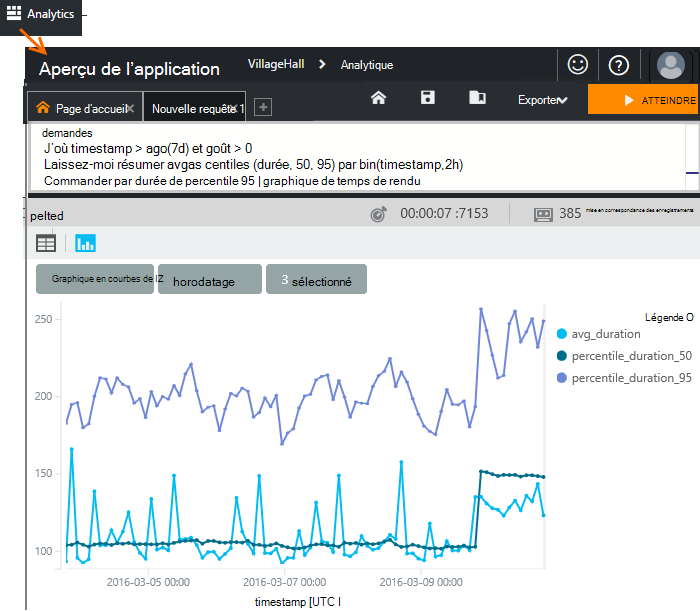 Analytics
Aperçu de l'application
VillageHall
Analytique
Page d'accueil
Nouvelle requête 1
Exporter
ATTEINDRE
demandes
J'où timestamp > ago(7d) et goût > 0
Laissez-moi résumer avgas centiles (durée, 50, 95) par bin(timestamp,2h)
Commander par durée de percentile 95 | graphique de temps de rendu
pelted
00:00:07 :7153
385 mise en correspondance des enregistrements
Graphique en courbes de IZ
horodatage
3 sélectionné
Légende O
avg_duration
percentile_duration_50
percentile_duration_95
250
200
150
100
2016-03-05 00:00
2016-03-07 00:00
2016-03-09 00:00
timestamp [UTC I